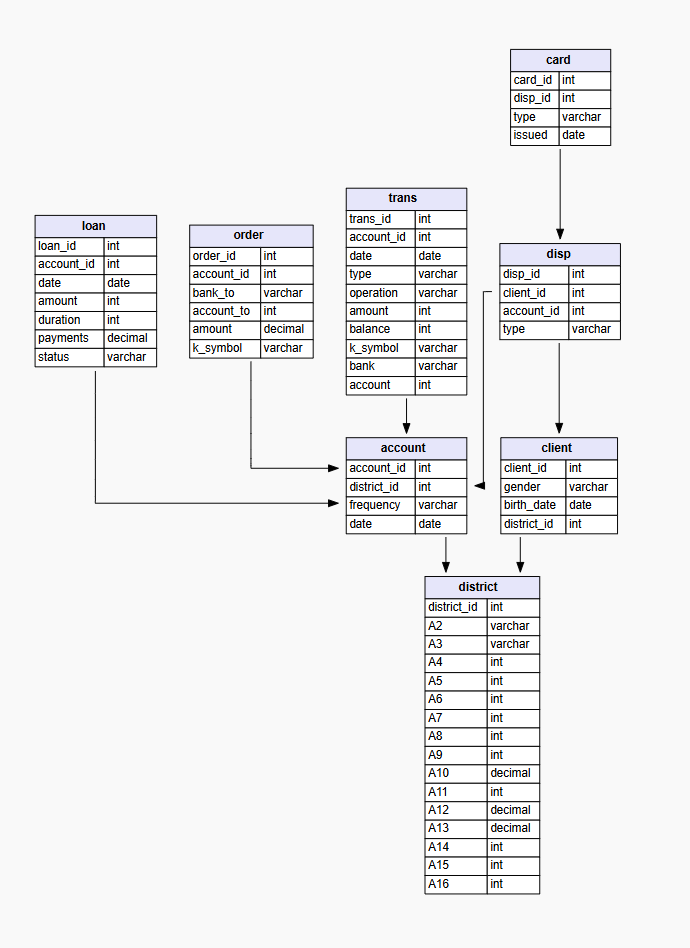 card
card_id int
disp_id int
type varchar
issued date
trans
trans_id int
account_id int
date date
type varchar
operation varchar
amount int
balance int
k_symbol varchar
bank varchar
account int
loan
loan_id int
account_id int
date date
amount int
duration int
payments decimal
status varchar
order
order_id int
account_id int
bank_to varchar
account_to int
amount decimal
k_symbol varchar
disp
disp_id int
client_id int
account_id int
type varchar
account
account_id int
district_id int
frequency varchar
date date
client
client_id int
gender varchar
birth_date date
district_id int
district
district_id int
A2 varchar
A3 varchar
A4 int
A5 int
A6 int
A7 int
A8 int
A9 int
A10 decimal
A11 int
A12 decimal
A13 decimal
A14 int
A15 int
A16 int